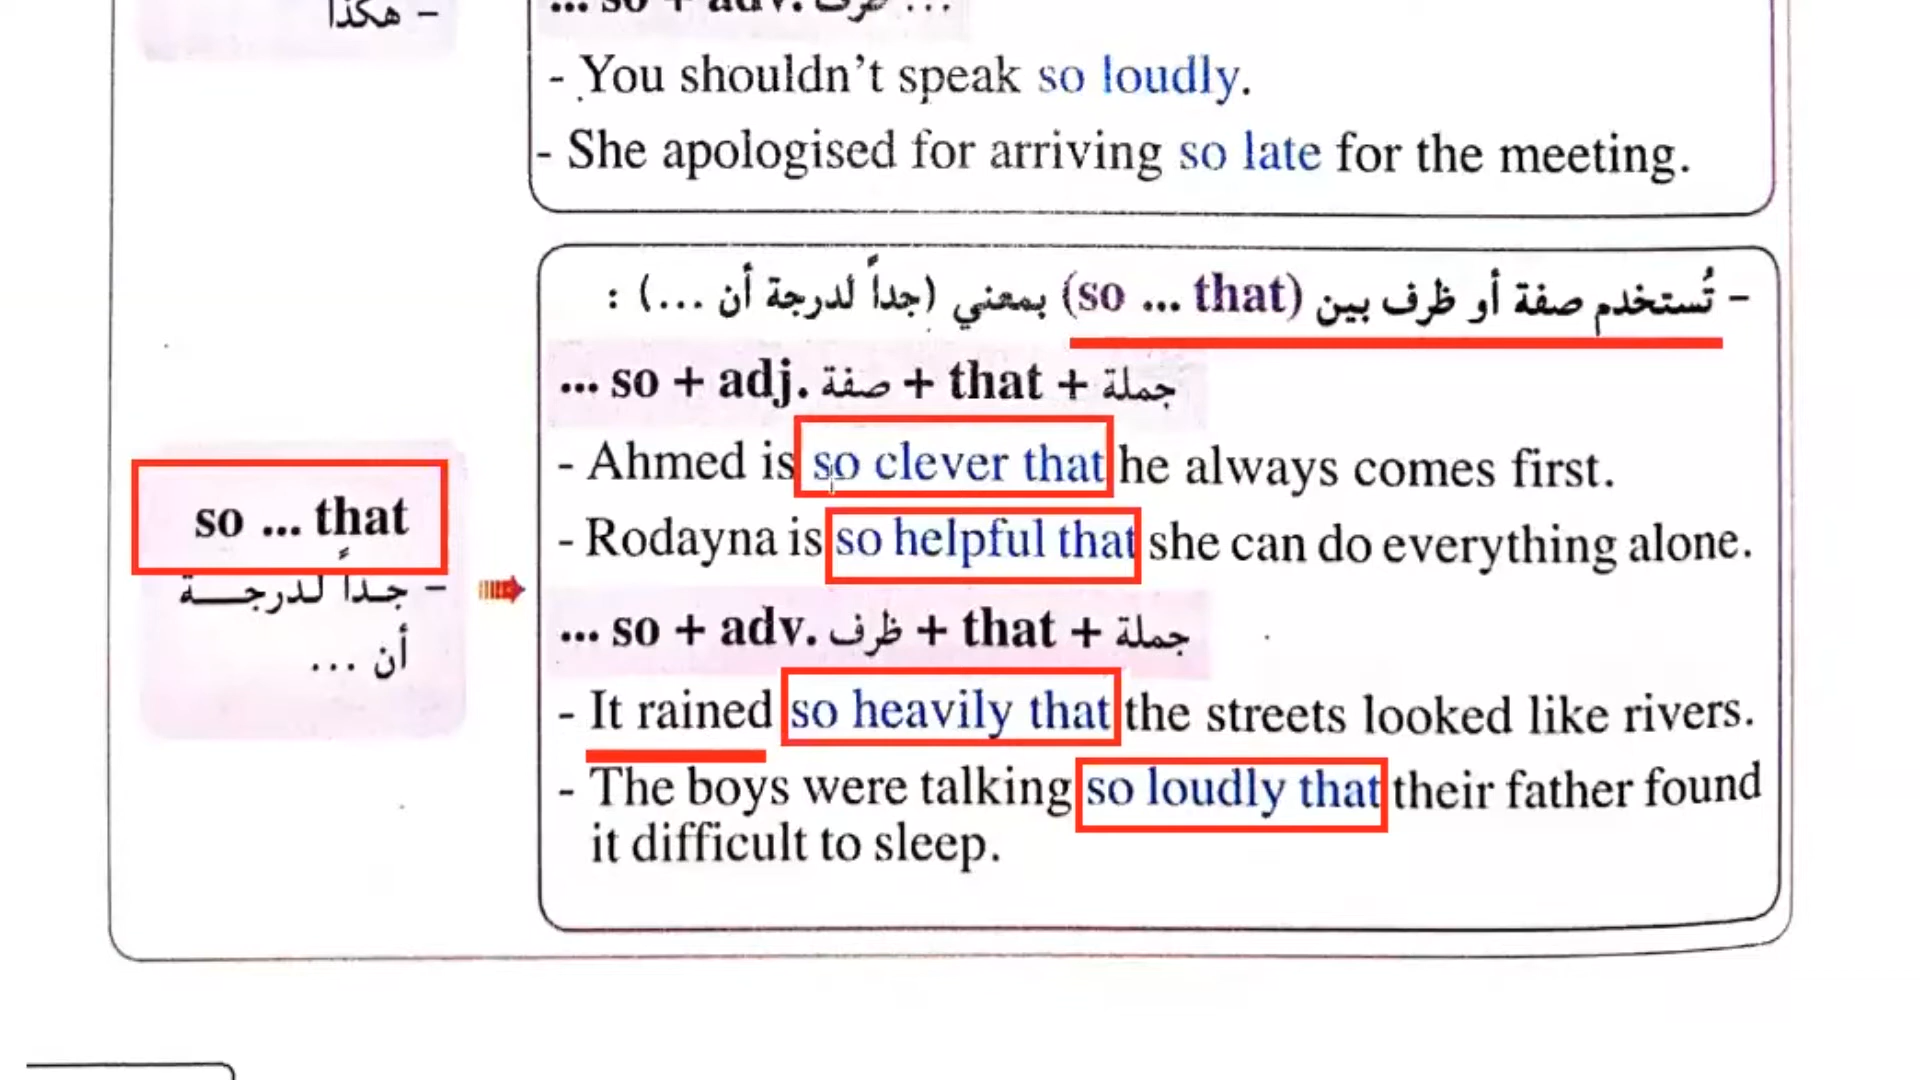 - هكذا
... so + adv. ظرف ...
- You shouldn't speak so loudly.
- She apologised for arriving so late for the meeting.
- تُستخدم صفة أو ظرف بين (so ... that) بمعني (جداً لدرجة أن ...) :
... so + adj. صفة + that + جملة
- Ahmed is so clever that he always comes first.
- Rodayna is so helpful that she can do everything alone.
so ... that
- جداً لدرجة
أن ...
... so + adv. ظرف + that + جملة
- It rained so heavily that the streets looked like rivers.
- The boys were talking so loudly that their father found
it difficult to sleep.